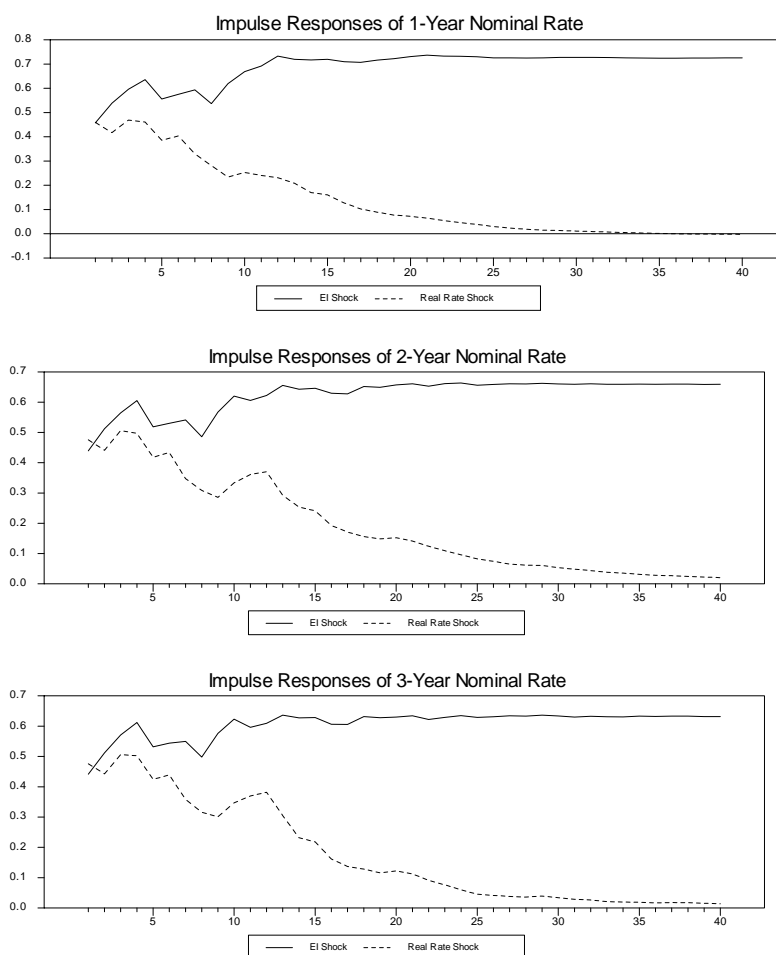 Impulse Responses of 1-Year Nominal Rate
0.8
0.7
0.6
0.5
0.4
0.3
0.2
0.1
0.0
-0.1
5 10 15 20 25 30 35 40
EI Shock Real Rate Shock
Impulse Responses of 2-Year Nominal Rate
0.7
0.6
0.5
0.4
0.3
0.2
0.1
0.0
5 10 15 20 25 30 35 40
EI Shock Real Rate Shock
Impulse Responses of 3-Year Nominal Rate
0.7
0.6
0.5
0.4
0.3
0.2
0.1
0.0
5 10 15 20 25 30 35 40
EI Shock Real Rate Shock